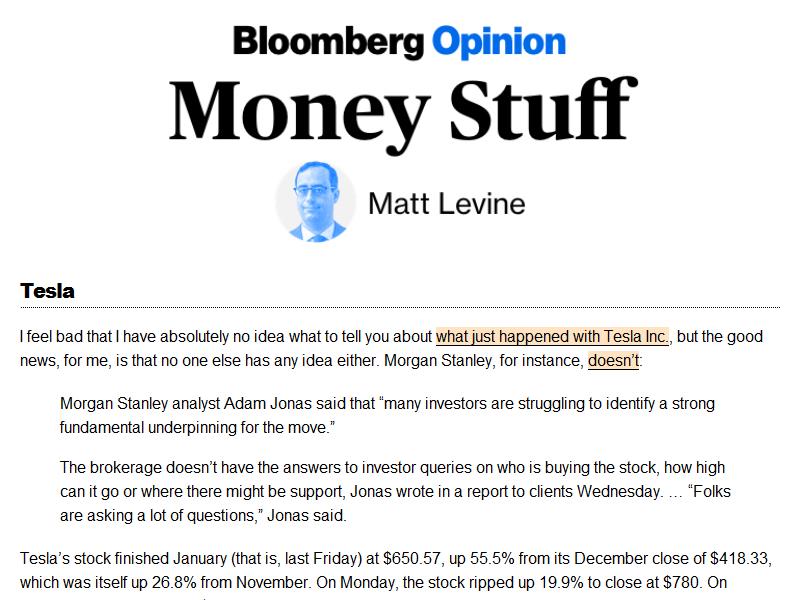 Bloomberg Opinion
Money Stuff
Matt Levine
Tesla
I feel bad that I have absolutely no idea what to tell you about what just happened with Tesla Inc., but the good
news, for me, is that no one else has any idea either. Morgan Stanley, for instance, doesn’t:
Morgan Stanley analyst Adam Jonas said that “many investors are struggling to identify a strong
fundamental underpinning for the move.”
The brokerage doesn’t have the answers to investor queries on who is buying the stock, how high
can it go or where there might be support, Jonas wrote in a report to clients Wednesday. … “Folks
are asking a lot of questions,” Jonas said.
Tesla’s stock finished January (that is, last Friday) at $650.57, up 55.5% from its December close of $418.33,
which was itself up 26.8% from November. On Monday, the stock ripped up 19.9% to close at $780. On